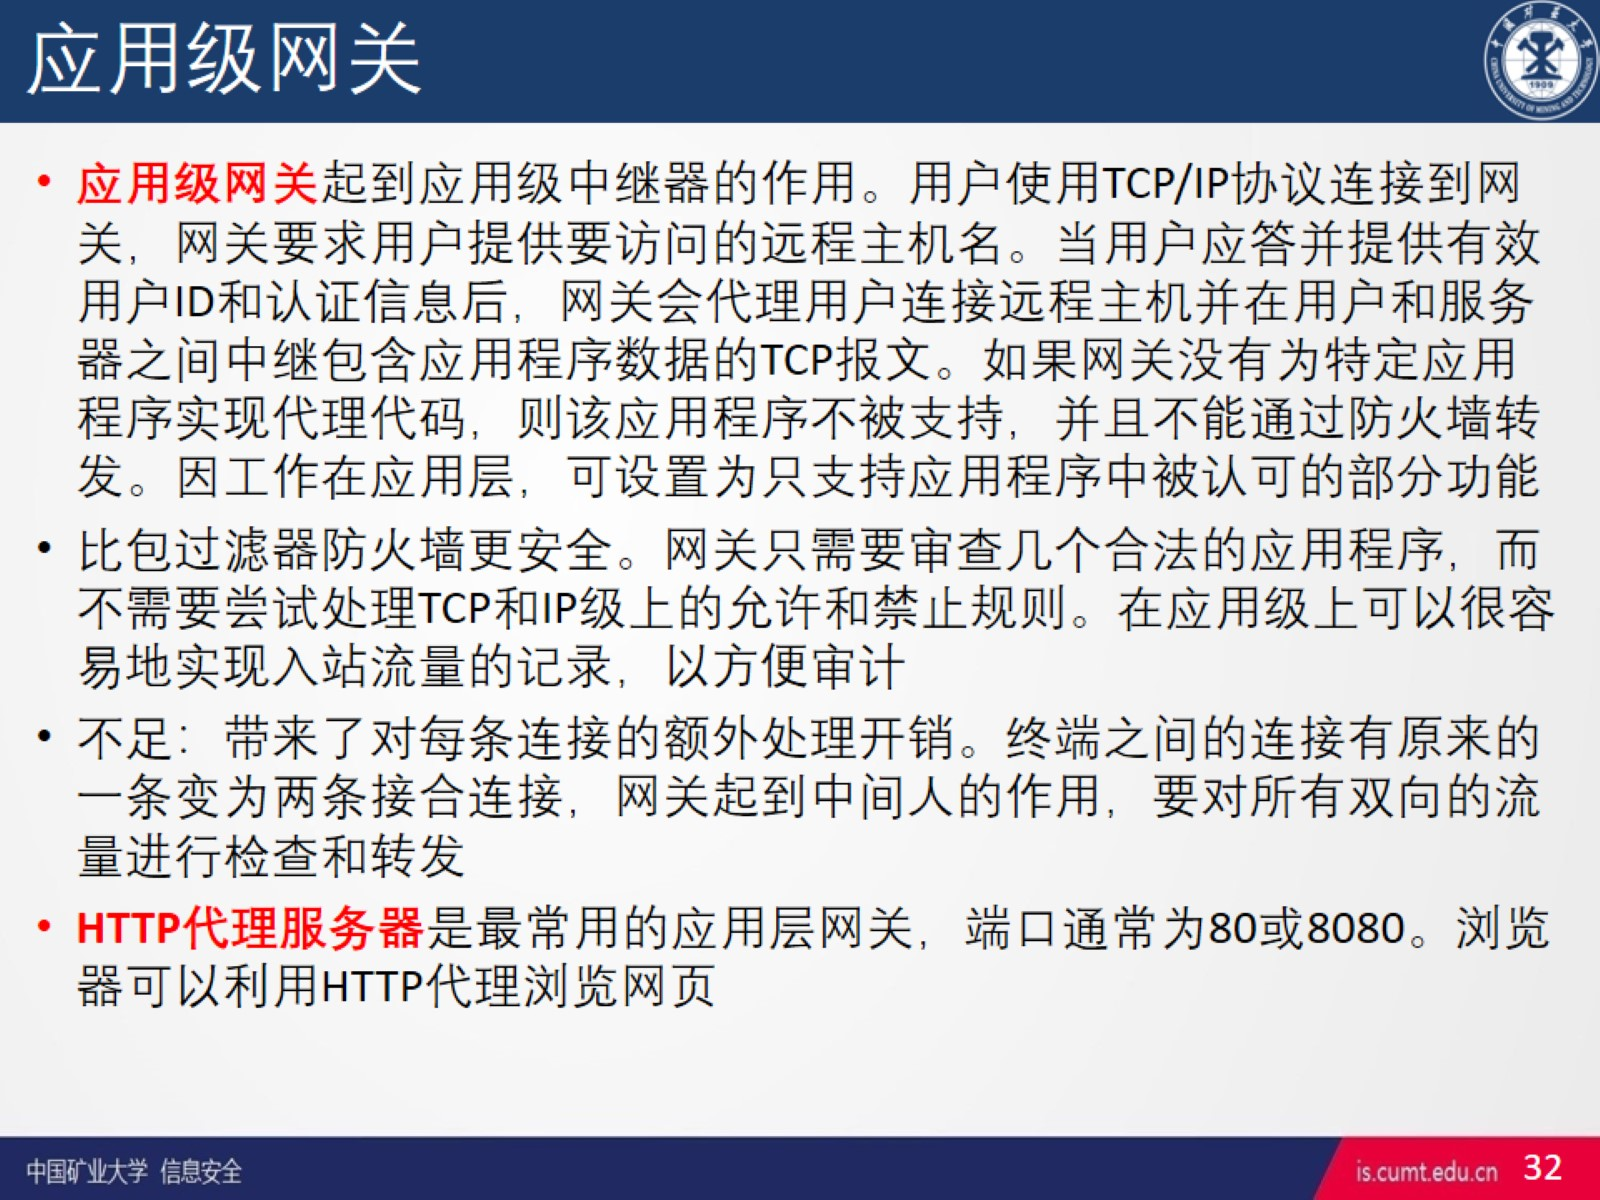 应用级网关
• 应用级网关起到应用级中继器的作用。用户使用TCP/IP协议连接到网
关，网关要求用户提供要访问的远程主机名。当用户应答并提供有效
用户ID和认证信息后，网关会代理用户连接远程主机并在用户和服务
器之间中继包含应用程序数据的TCP报文。如果网关没有为特定应用
程序实现代理代码，则该应用程序不被支持，并且不能通过防火墙转
发。因工作在应用层，可设置为只支持应用程序中被认可的部分功能
• 比包过滤器防火墙更安全。网关只需要审查几个合法的应用程序，而
不需要尝试处理TCP和IP级上的允许和禁止规则。在应用级上可以很容
易地实现入站流量的记录，以方便审计
• 不足：带来了对每条连接的额外处理开销。终端之间的连接有原来的
一条变为两条接合连接，网关起到中间人的作用，要对所有双向的流
量进行检查和转发
• HTTP代理服务器是最常用的应用层网关，端口通常为80或8080。浏览
器可以利用HTTP代理浏览网页
中国矿业大学 信息安全
is.cumt.edu.cn 32
中国矿业大学
CHINA UNIVERSITY OF MINING AND TECHNOLOGY
1909